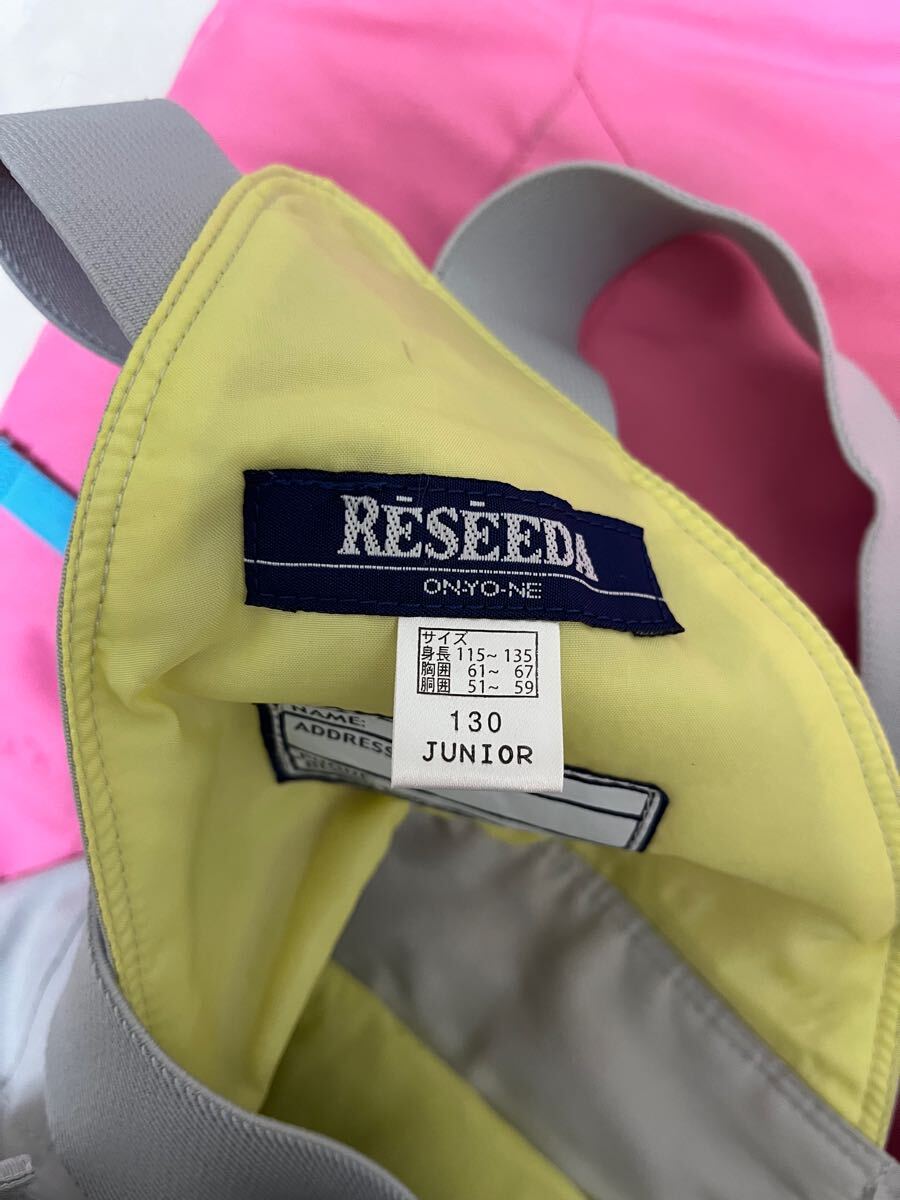 RĒSĒEDA
ON•YO•NE
サイズ
身長 115~ 135
胸囲 61~ 67
胴囲 51~ 59
130
JUNIOR
NAME:
ADDRESS